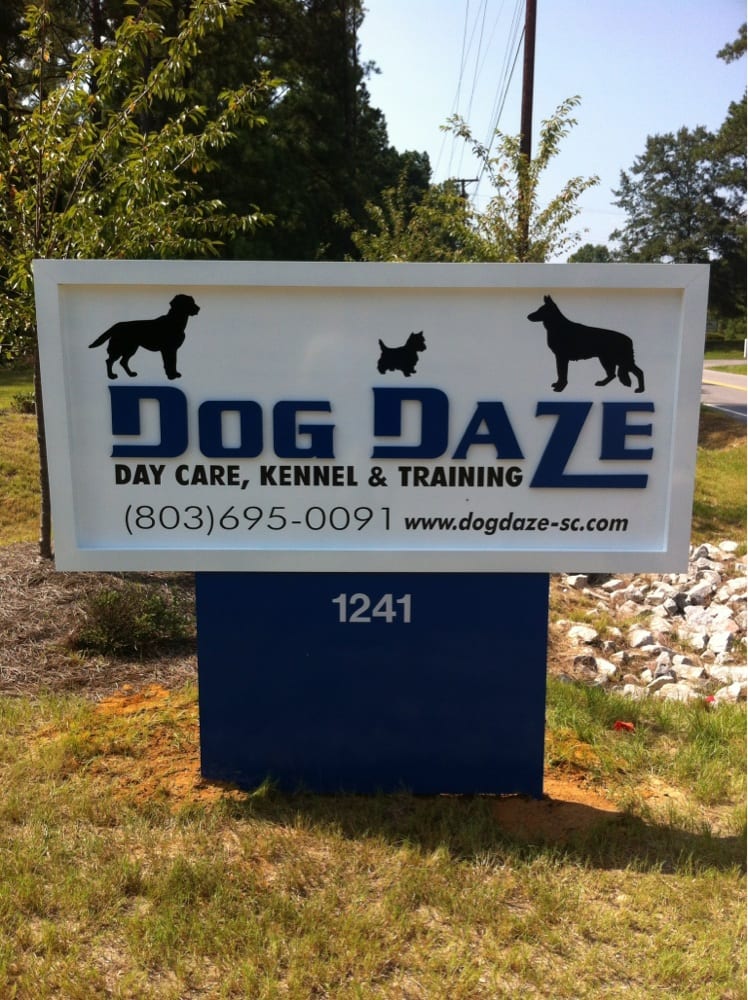 DOG DAZE
DAY CARE, KENNEL & TRAINING
(803)695-0091 www.dogdaze-sc.com
1241